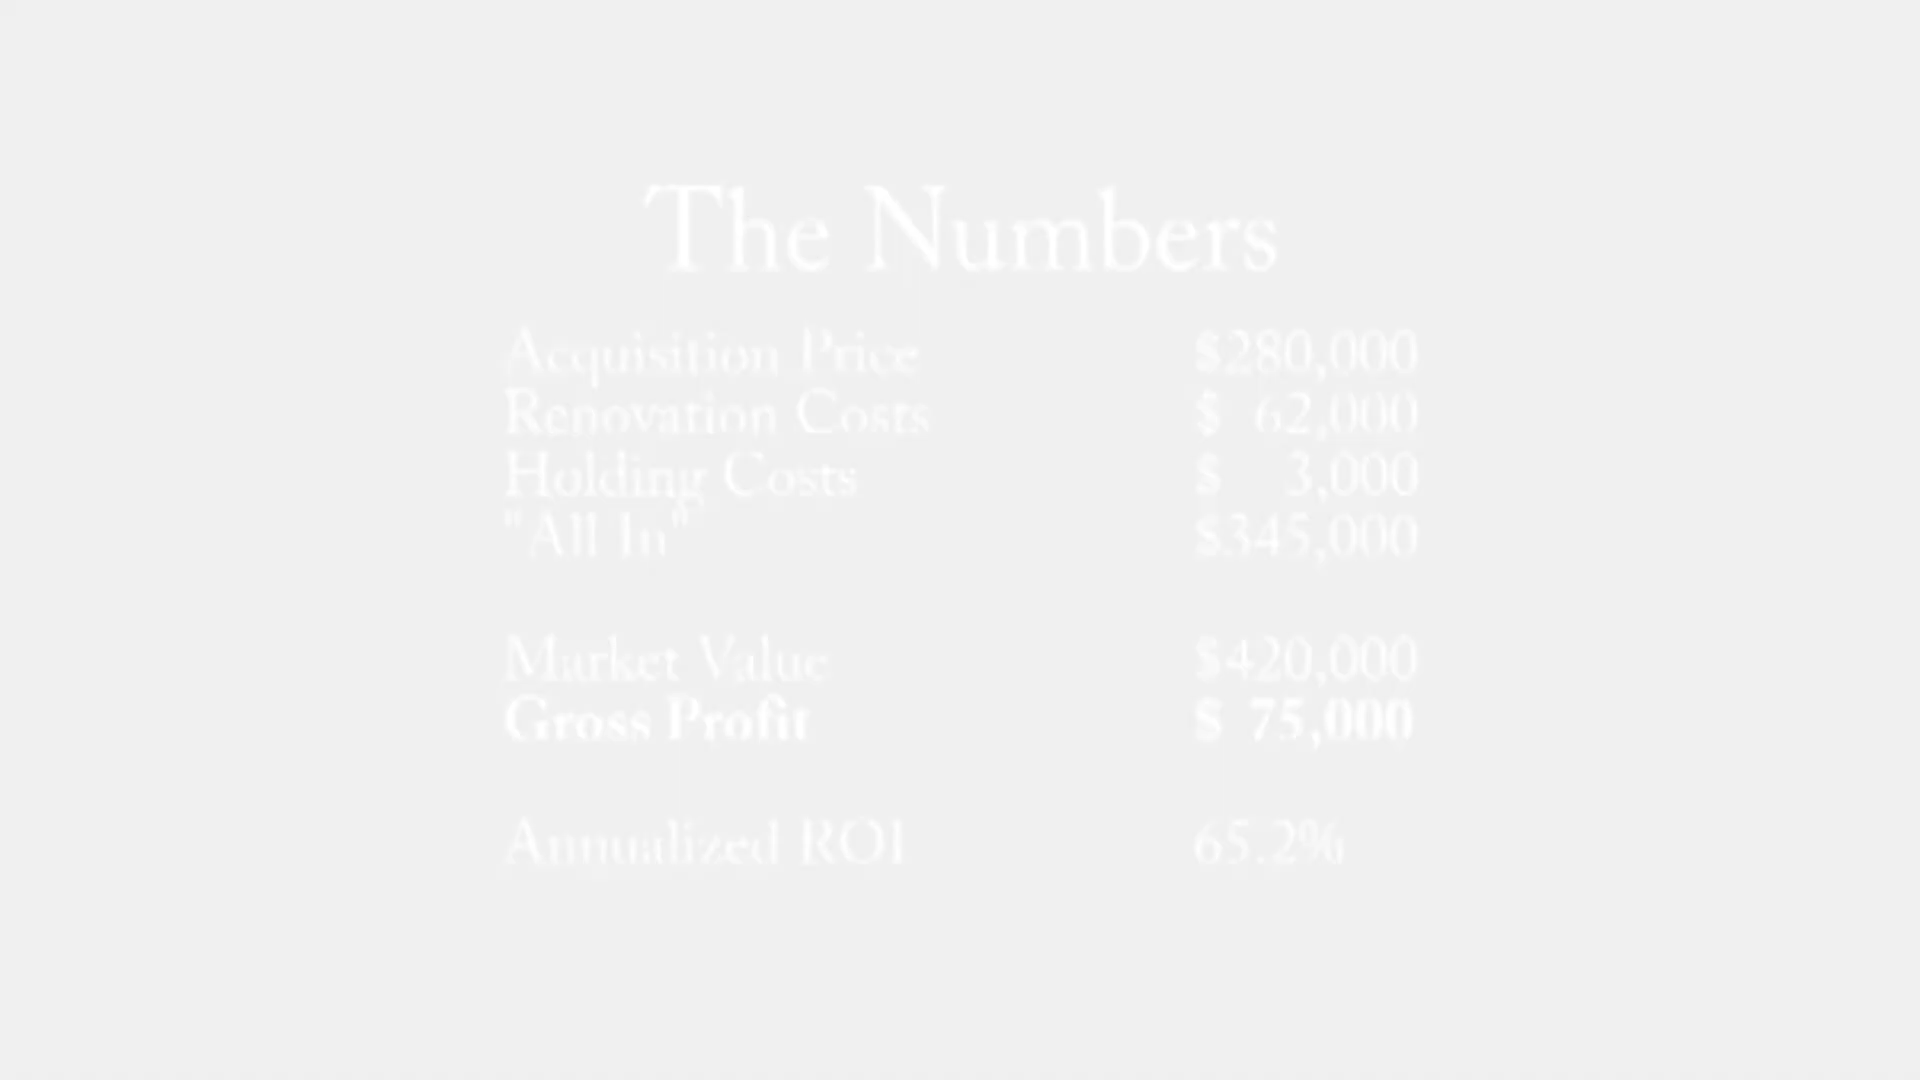 The Numbers
Acquisition Price $280,000
Renovation Costs $ 62,000
Holding Costs $ 3,000
"All In" $345,000
Market Value $420,000
Gross Profit $ 75,000
Annualized ROI 65.2%